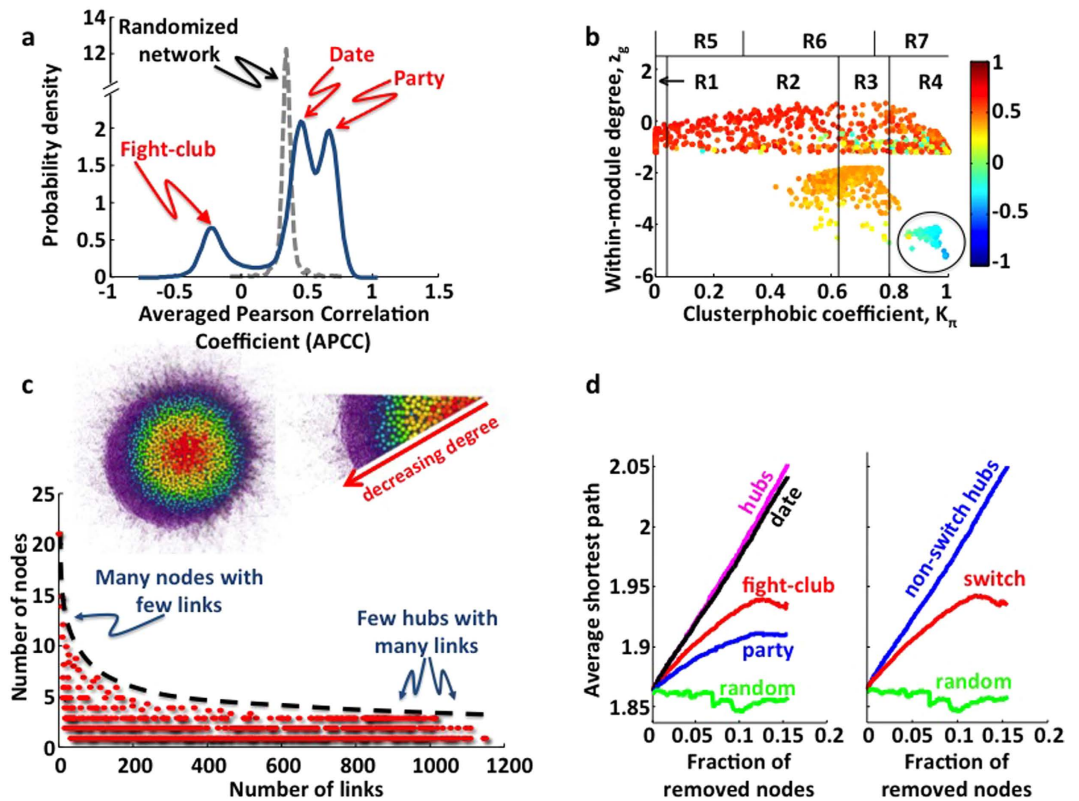 a
Randomized
network
Date
Party
Fight-club
Probability density
14
12
2
1.5
1
0.5
0
-1 -0.5 0 0.5 1 1.5
Averaged Pearson Correlation
Coefficient (APCC)
b
R5 R6 R7
R1 R2 R3 R4
Within-module degree, zg
2
0
-2
-4
-6
0 0.2 0.4 0.6 0.8 1
Clusterphobic coefficient, Kπ
1
0.5
0
-0.5
-1
c
decreasing degree
Many nodes with
few links
Few hubs with
many links
Number of nodes
25
20
15
10
5
0
0 200 400 600 800 1000 1200
Number of links
d
Average shortest path
2.05
2
1.95
1.9
1.85
hubs
date
fight-club
party
random
0 0.05 0.1 0.15 0.2
Fraction of
removed nodes
non-switch hubs
switch
random
0 0.05 0.1 0.15 0.2
Fraction of
removed nodes